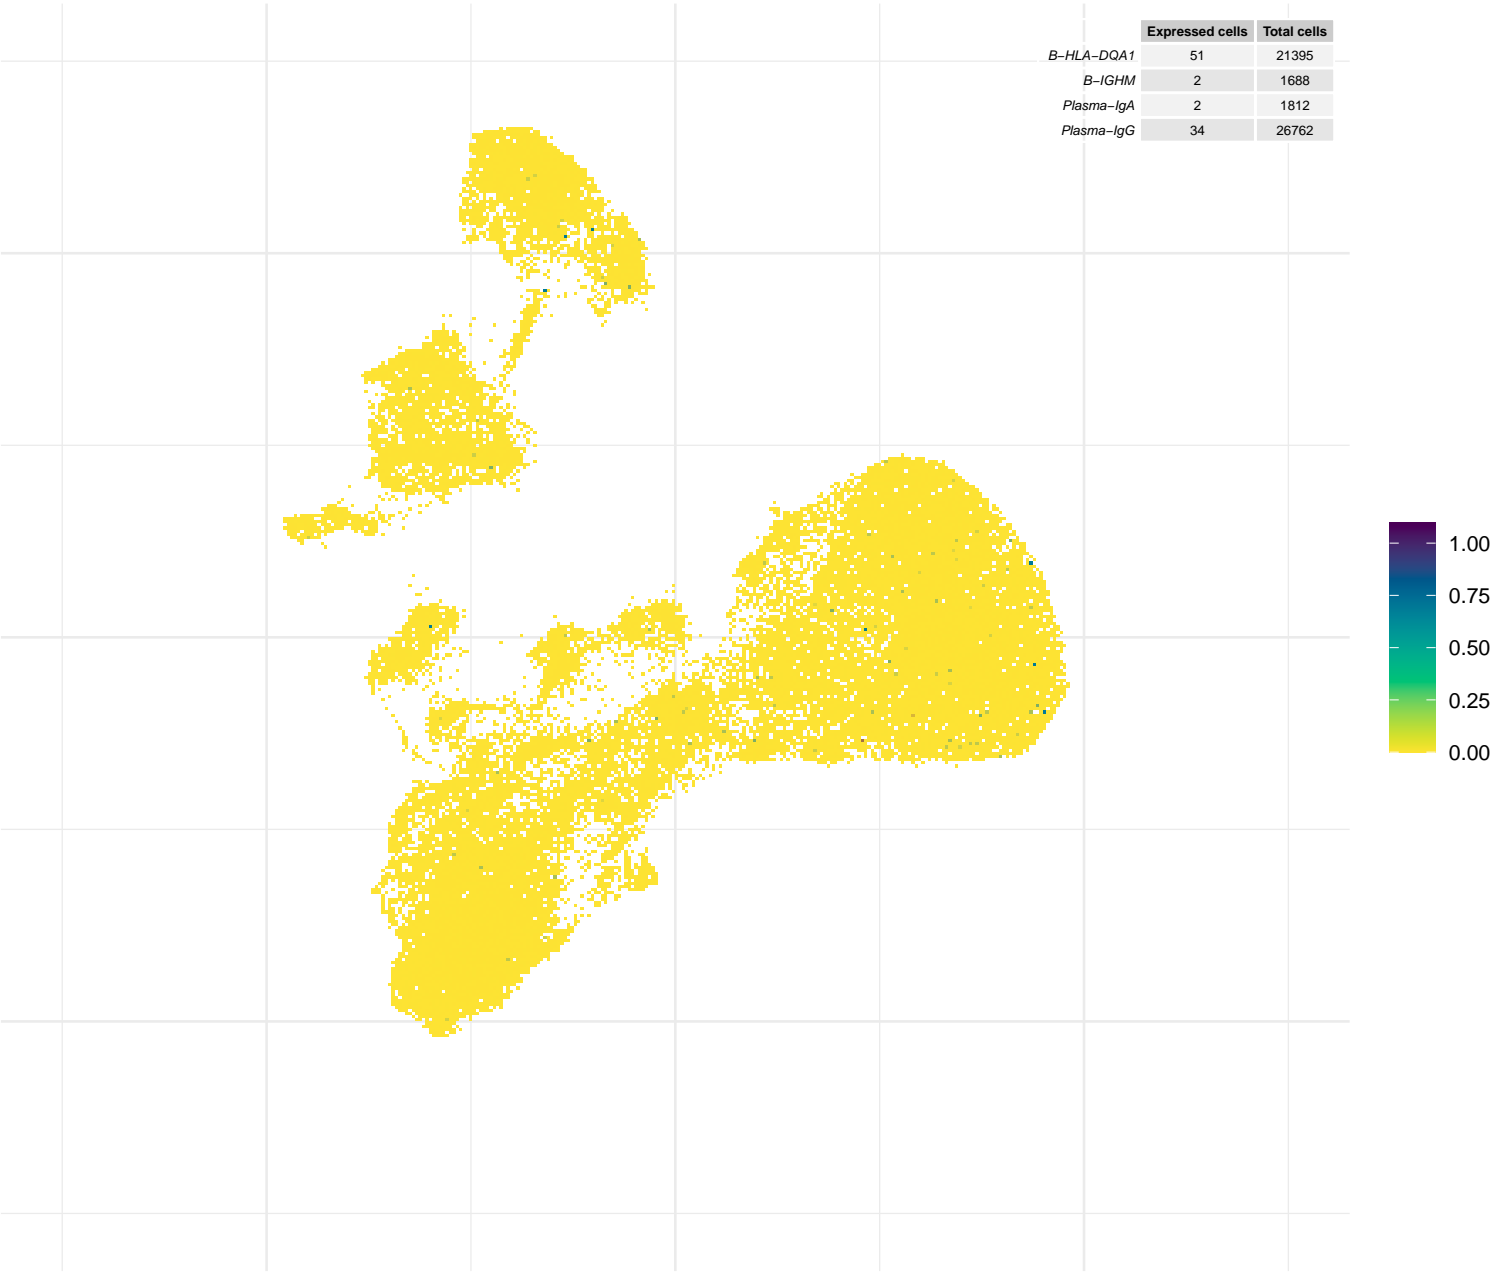 Expressed cells Total cells
B−HLA−DQA1 51 21395
B−IGHM 2 1688
Plasma−IgA 2 1812
Plasma−IgG 34 26762
1.00
0.75
0.50
0.25
0.00